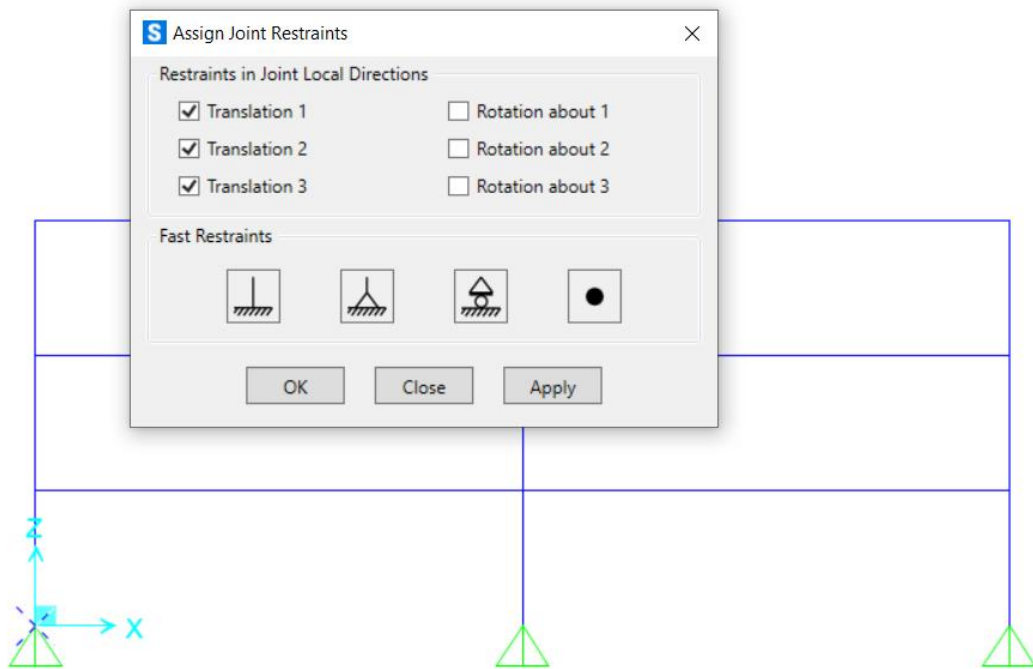 S Assign Joint Restraints
Restraints in Joint Local Directions
Translation 1 Rotation about 1
Translation 2 Rotation about 2
Translation 3 Rotation about 3
Fast Restraints
OK Close Apply
Z
X